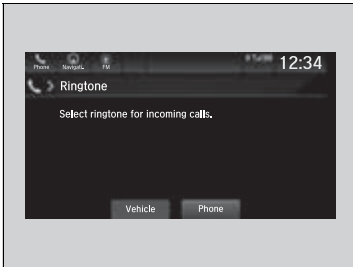 Phone Navigati.. FM
12:34
Ringtone
Select ringtone for incoming calls.
Vehicle Phone